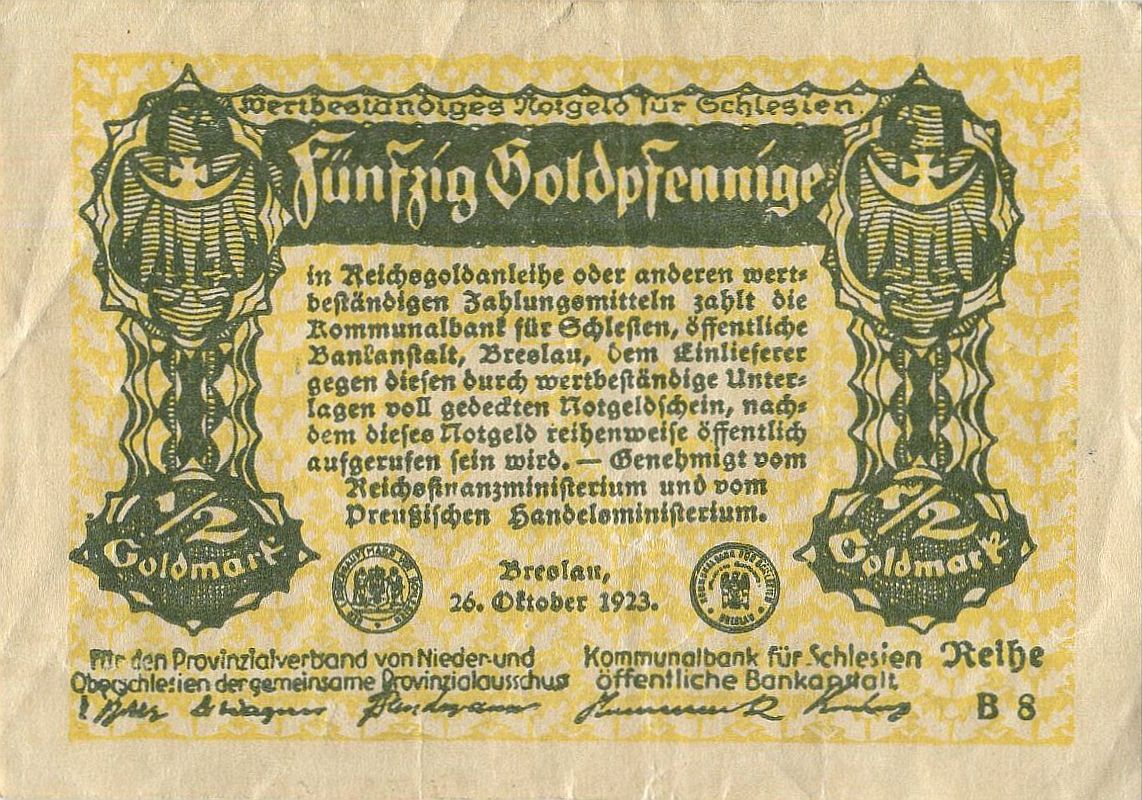 Wertbeständiges Notgeld für Schlesien.
Fünfzig Goldpfennige
in Reichsgoldanleihe oder anderen wert-
beständigen Zahlungsmitteln zahlt die
Kommunalbank für Schlesien, öffentliche
Bankanstalt, Breslau, dem Einlieferer
gegen diesen durch wertbeständige Unter-
lagen voll gedeckten Notgeldschein, nach-
dem dieses Notgeld reihenweise öffentlich
aufgerufen sein wird. — Genehmigt vom
Reichsfinanzministerium und vom
Preußischen Handelsministerium.
1/2
Goldmark
1/2
Goldmark
Breslau,
26. Oktober 1923.
Für den Provinzialverband von Nieder-und
Oberschlesien der gemeinsame Provinzialausschus
Kommunalbank für Schlesien
öffentliche Bankanstalt
Reihe
B 8